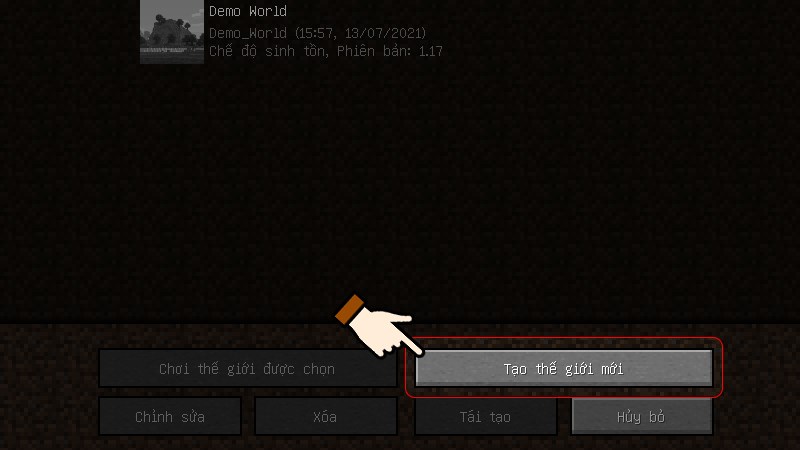 Demo World
Demo_World (15:57, 13/07/2021)
Chế độ sinh tồn, Phiên bản: 1.17
Chơi thế giới được chọn
Tạo thế giới mới
Chỉnh sửa
Xóa
Tái tạo
Hủy bỏ